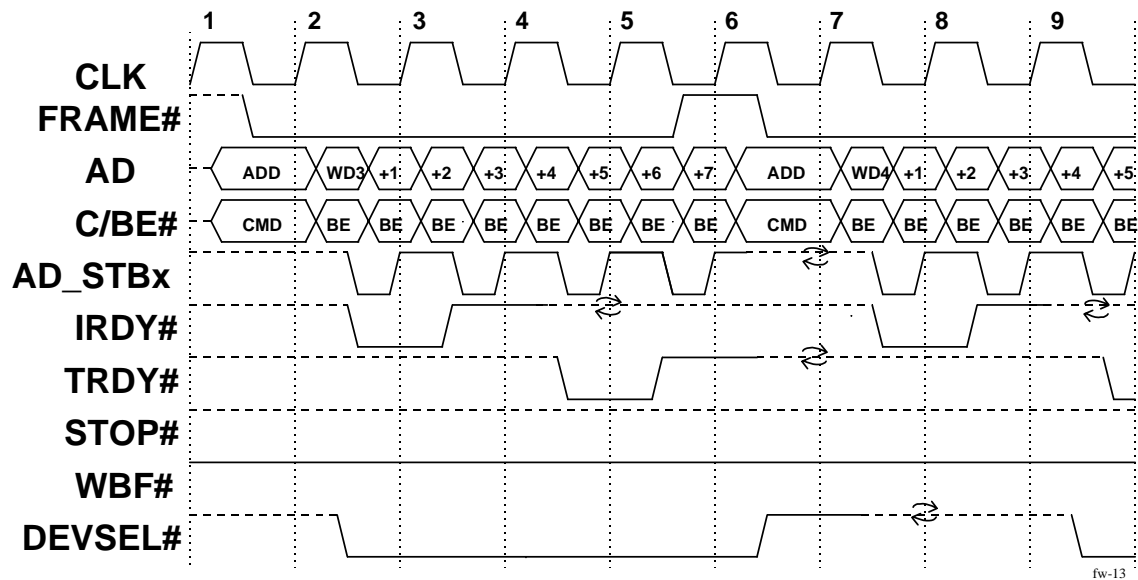 1 2 3 4 5 6 7 8 9
CLK
FRAME#
AD ADD WD3 +1 +2 +3 +4 +5 +6 +7 ADD WD4 +1 +2 +3 +4 +5
C/BE# CMD BE BE BE BE BE BE BE BE CMD BE BE BE BE BE BE
AD_STBx
IRDY#
TRDY#
STOP#
WBF#
DEVSEL#
fw-13